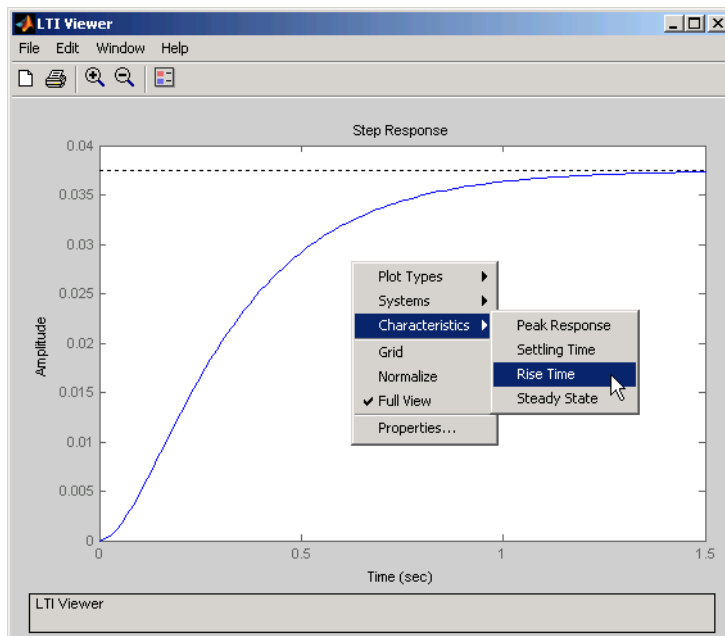 LTI Viewer
File Edit Window Help
Step Response
0.04
0.035
0.03
0.025
0.02
0.015
0.01
0.005
0
Amplitude
Plot Types
Systems
Characteristics
Grid
Normalize
Full View
Properties...
Peak Response
Settling Time
Rise Time
Steady State
0 0.5 1 1.5
Time (sec)
LTI Viewer